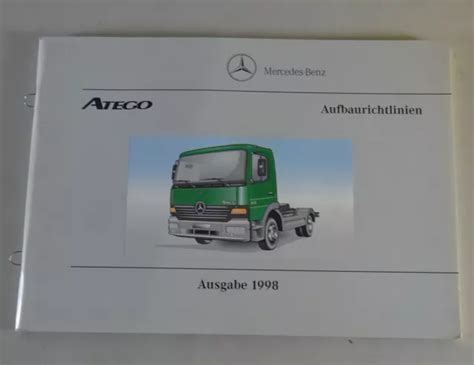 Mercedes-Benz
ATEGO
Aufbaurichtlinien
Ausgabe 1998